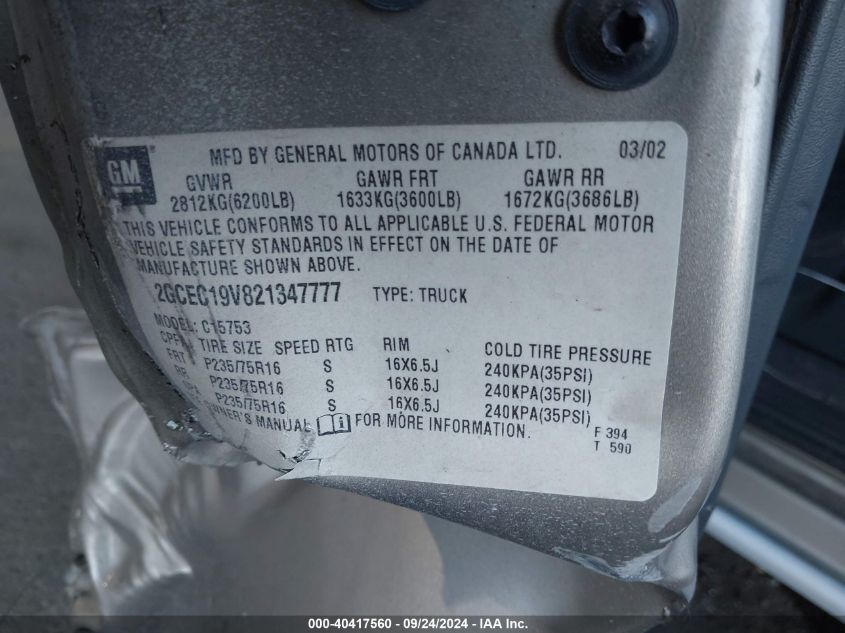 GM
MFD BY GENERAL MOTORS OF CANADA LTD. 03/02
GVWR GAWR FRT GAWR RR
2812KG(6200LB) 1633KG(3600LB) 1672KG(3686LB)
THIS VEHICLE CONFORMS TO ALL APPLICABLE U.S. FEDERAL MOTOR
VEHICLE SAFETY STANDARDS IN EFFECT ON THE DATE OF
MANUFACTURE SHOWN ABOVE.
2GCEC19V821347777 TYPE: TRUCK
MODEL: C15753
TIRE SIZE SPEED RTG RIM COLD TIRE PRESSURE
FRT P235/75R16 S 16X6.5J 240KPA(35PSI)
RR P235/75R16 S 16X6.5J 240KPA(35PSI)
P235/75R16 S 16X6.5J 240KPA(35PSI)
OWNER'S MANUAL FOR MORE INFORMATION.
F 394
T 590
000-40417560 - 09/24/2024 - IAA Inc.